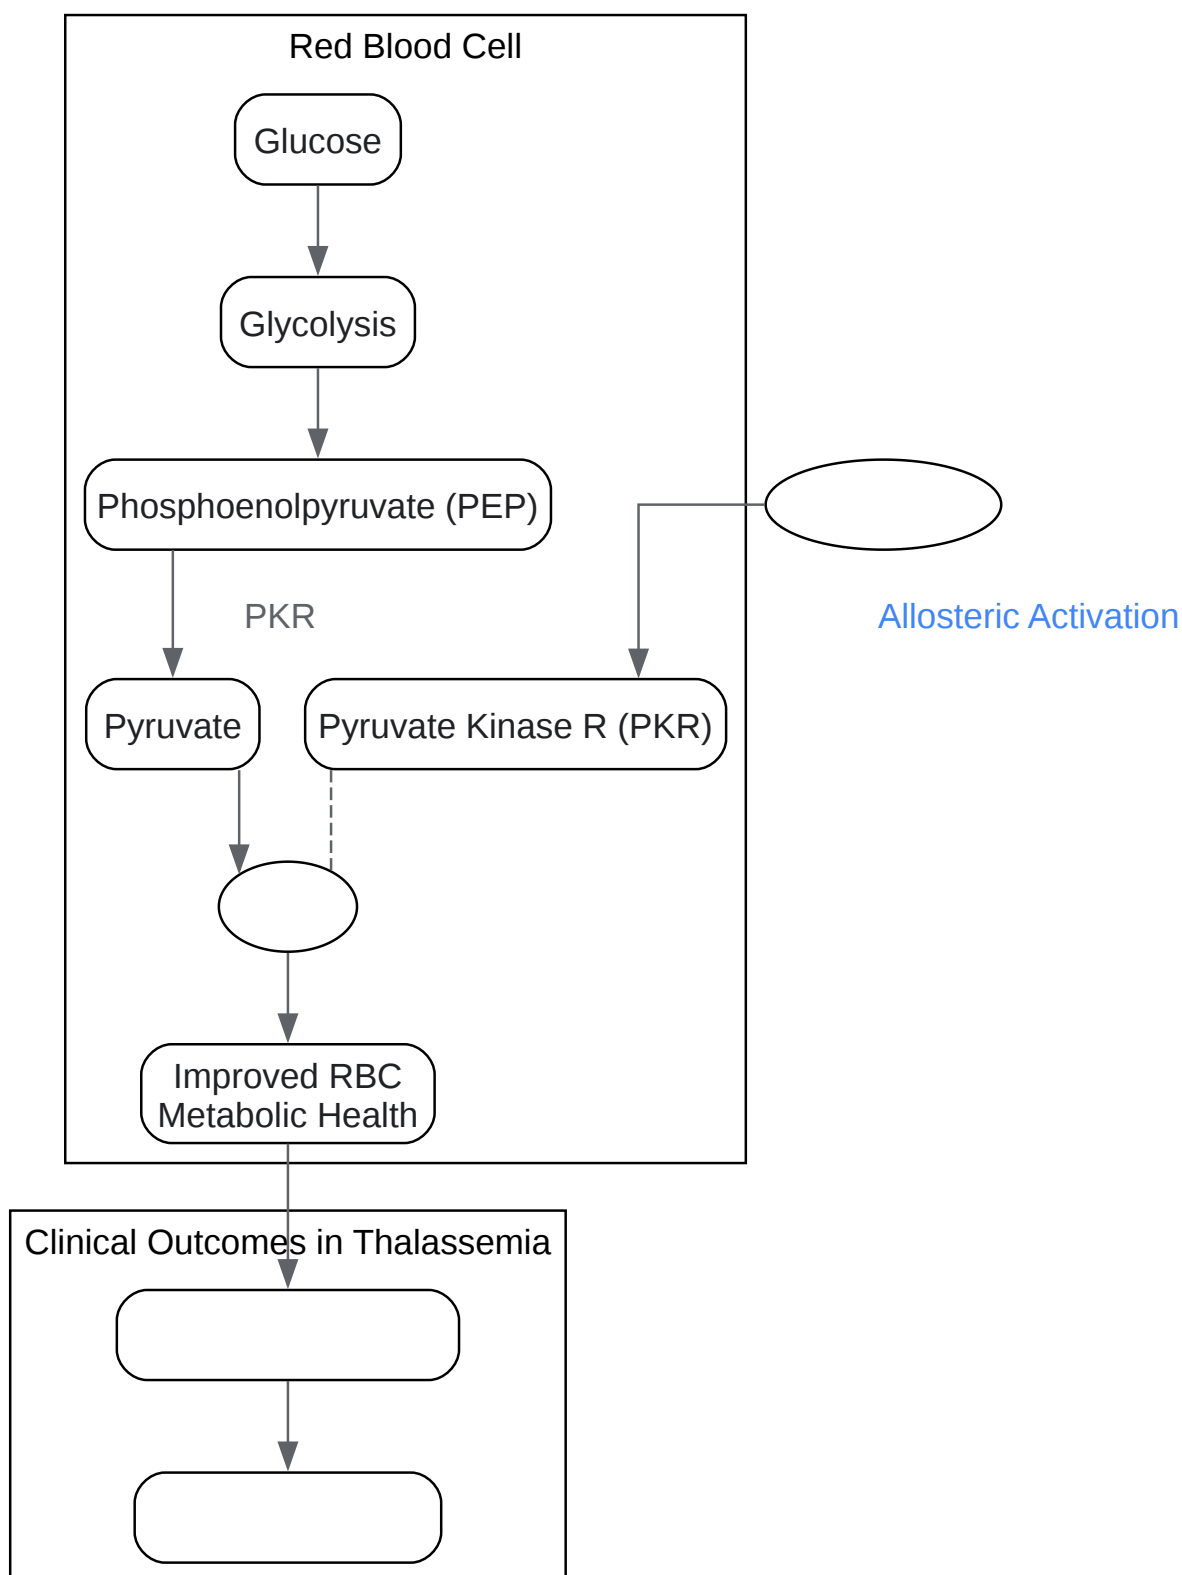 Red Blood Cell
Glucose
Glycolysis
Phosphoenolpyruvate (PEP)
PKR
Allosteric Activation
Pyruvate
Pyruvate Kinase R (PKR)
Improved RBC
Metabolic Health
Clinical Outcomes in Thalassemia